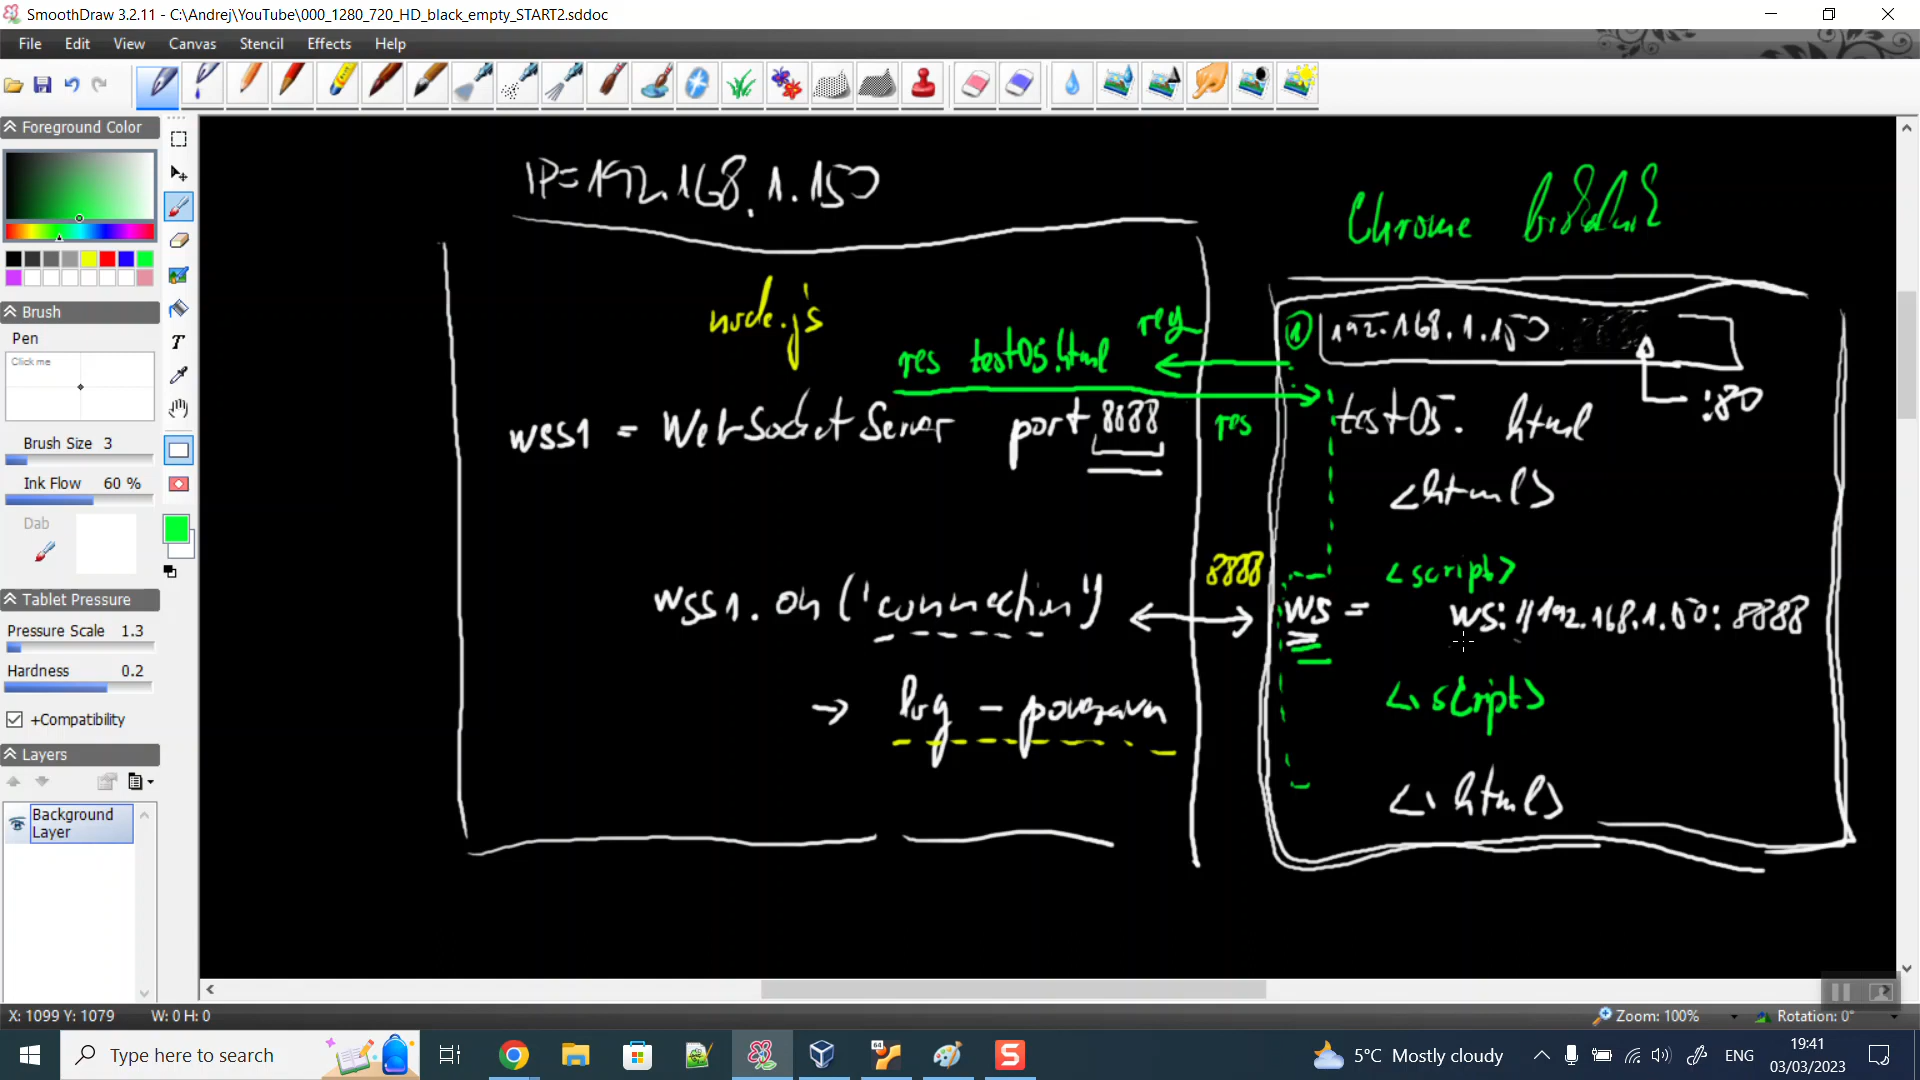 SmoothDraw 3.2.11 - C:\Andrej\YouTube\000_1280_720_HD_black_empty_START2.sddoc
File Edit View Canvas Stencil Effects Help
Foreground Color
Brush
Pen
Click me
Brush Size 3
Ink Flow 60 %
Dab
Tablet Pressure
Pressure Scale 1.3
Hardness 0.2
+Compatibility
Layers
Background
Layer
IP=192.168.1.150
node.js
res test05.html
req
res
wss1 = WebSocketServer port 8888
wss1.on('connection')
8888
→ log -
Chrome
1 192.168.1.150
:80
test05. html
<html>
<script>
ws = ws://192.168.1.50:8888
<\script>
<\html>
X: 1099 Y: 1079 W: 0 H: 0
Zoom: 100% Rotation: 0°
Type here to search
5°C Mostly cloudy
ENG
19:41
03/03/2023